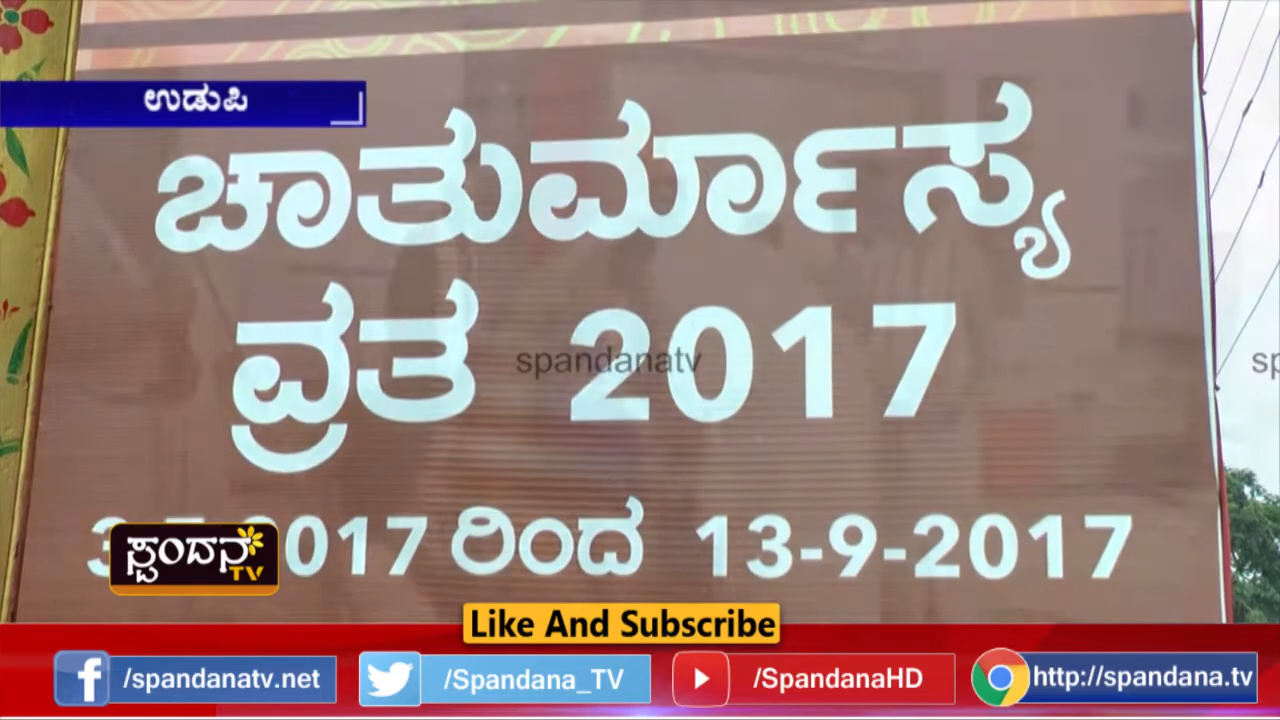 ಉಡುಪಿ
ಚಾತುರ್ಮಾಸ್ಯ
ವ್ರತ 2017
spandanatv
2017 ರಿಂದ 13-9-2017
ಸ್ಪಂದನ
TV
Like And Subscribe
/spandanatv.net
/Spandana_TV
/SpandanaHD
http://spandana.tv